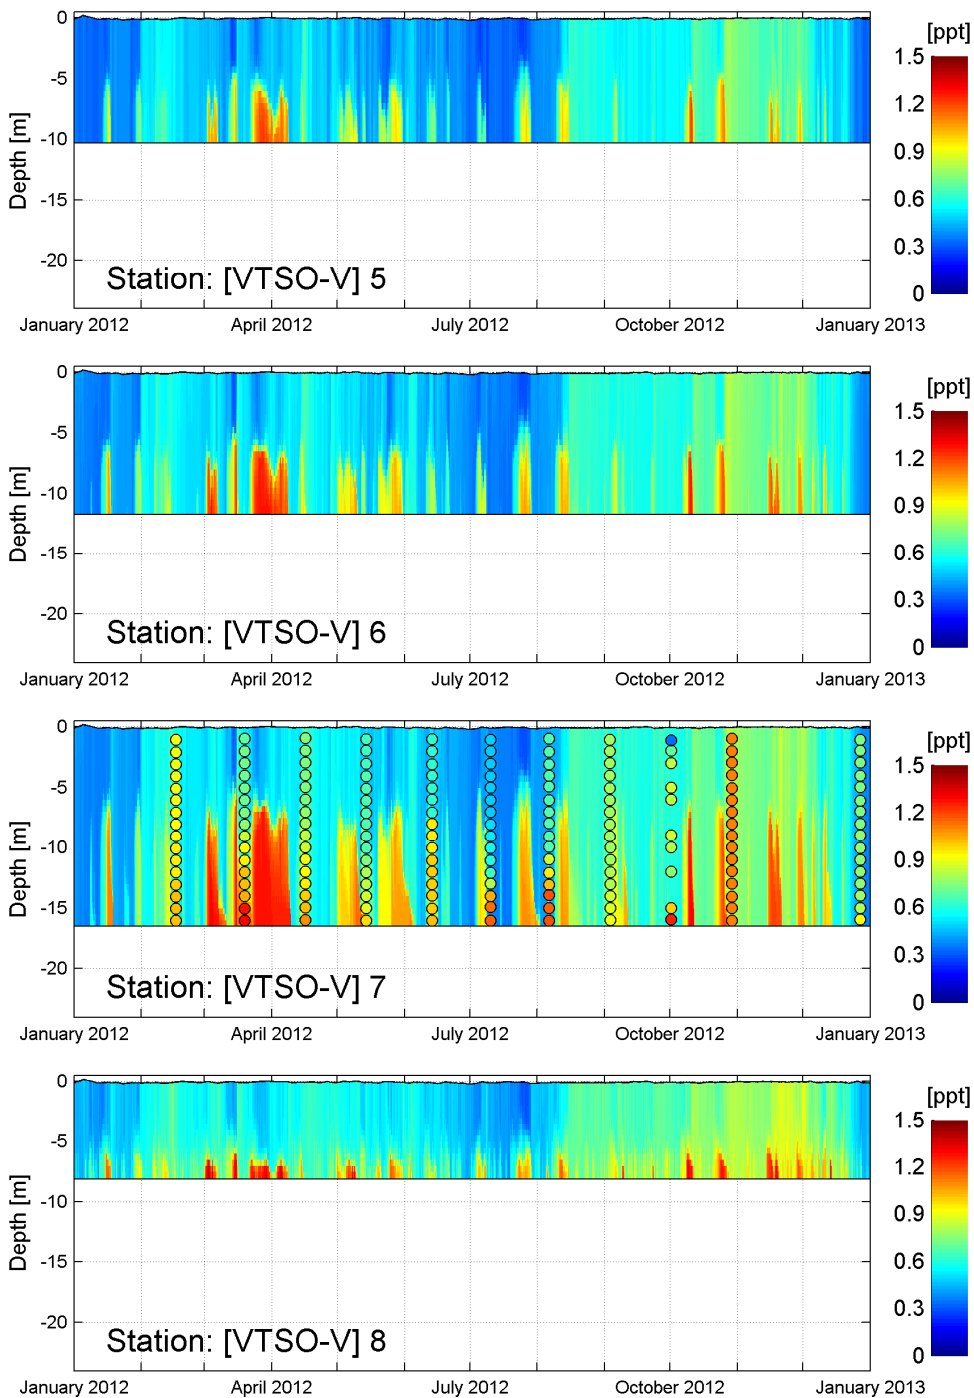 [ppt]
0
-5
-10
-15
-20
Depth [m]
1.5
1.2
0.9
0.6
0.3
0
Station: [VTSO-V] 5
January 2012 April 2012 July 2012 October 2012 January 2013
[ppt]
0
-5
-10
-15
-20
Depth [m]
1.5
1.2
0.9
0.6
0.3
0
Station: [VTSO-V] 6
January 2012 April 2012 July 2012 October 2012 January 2013
[ppt]
0
-5
-10
-15
-20
Depth [m]
1.5
1.2
0.9
0.6
0.3
0
Station: [VTSO-V] 7
January 2012 April 2012 July 2012 October 2012 January 2013
[ppt]
0
-5
-10
-15
-20
Depth [m]
1.5
1.2
0.9
0.6
0.3
0
Station: [VTSO-V] 8
January 2012 April 2012 July 2012 October 2012 January 2013